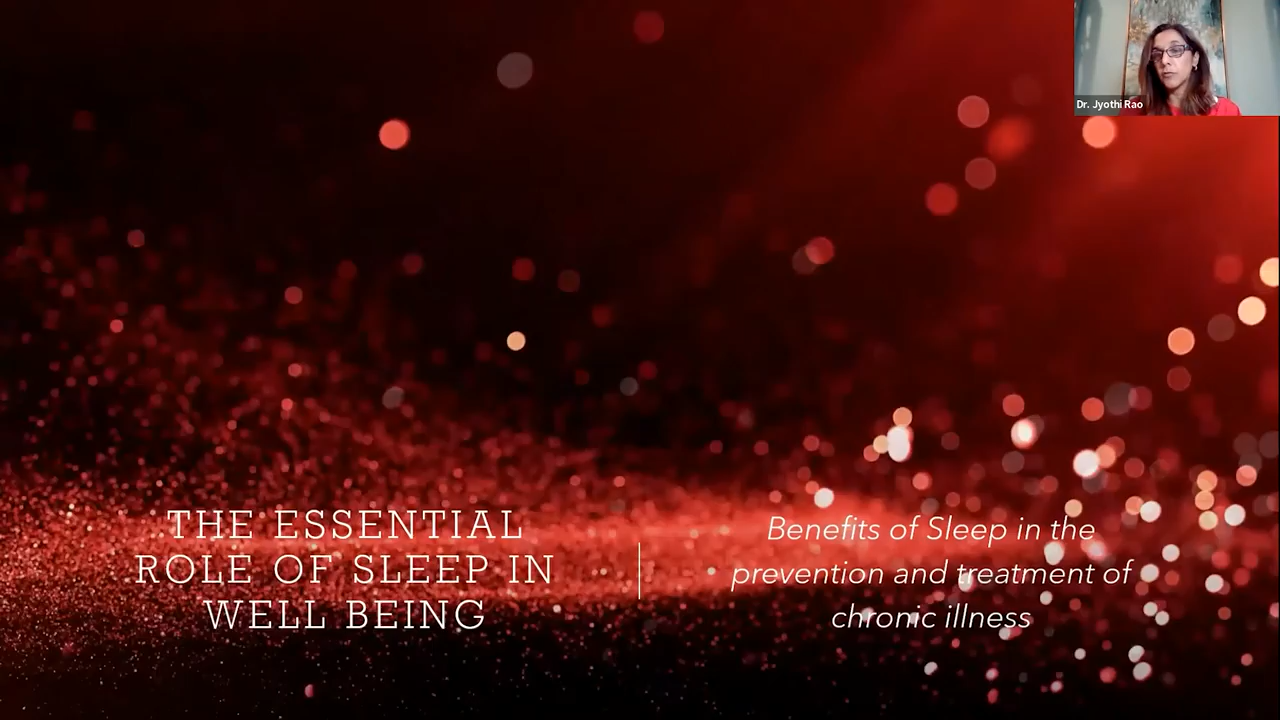 Dr. Jyothi Rao
THE ESSENTIAL
ROLE OF SLEEP IN
WELL BEING
Benefits of Sleep in the
prevention and treatment of
chronic illness